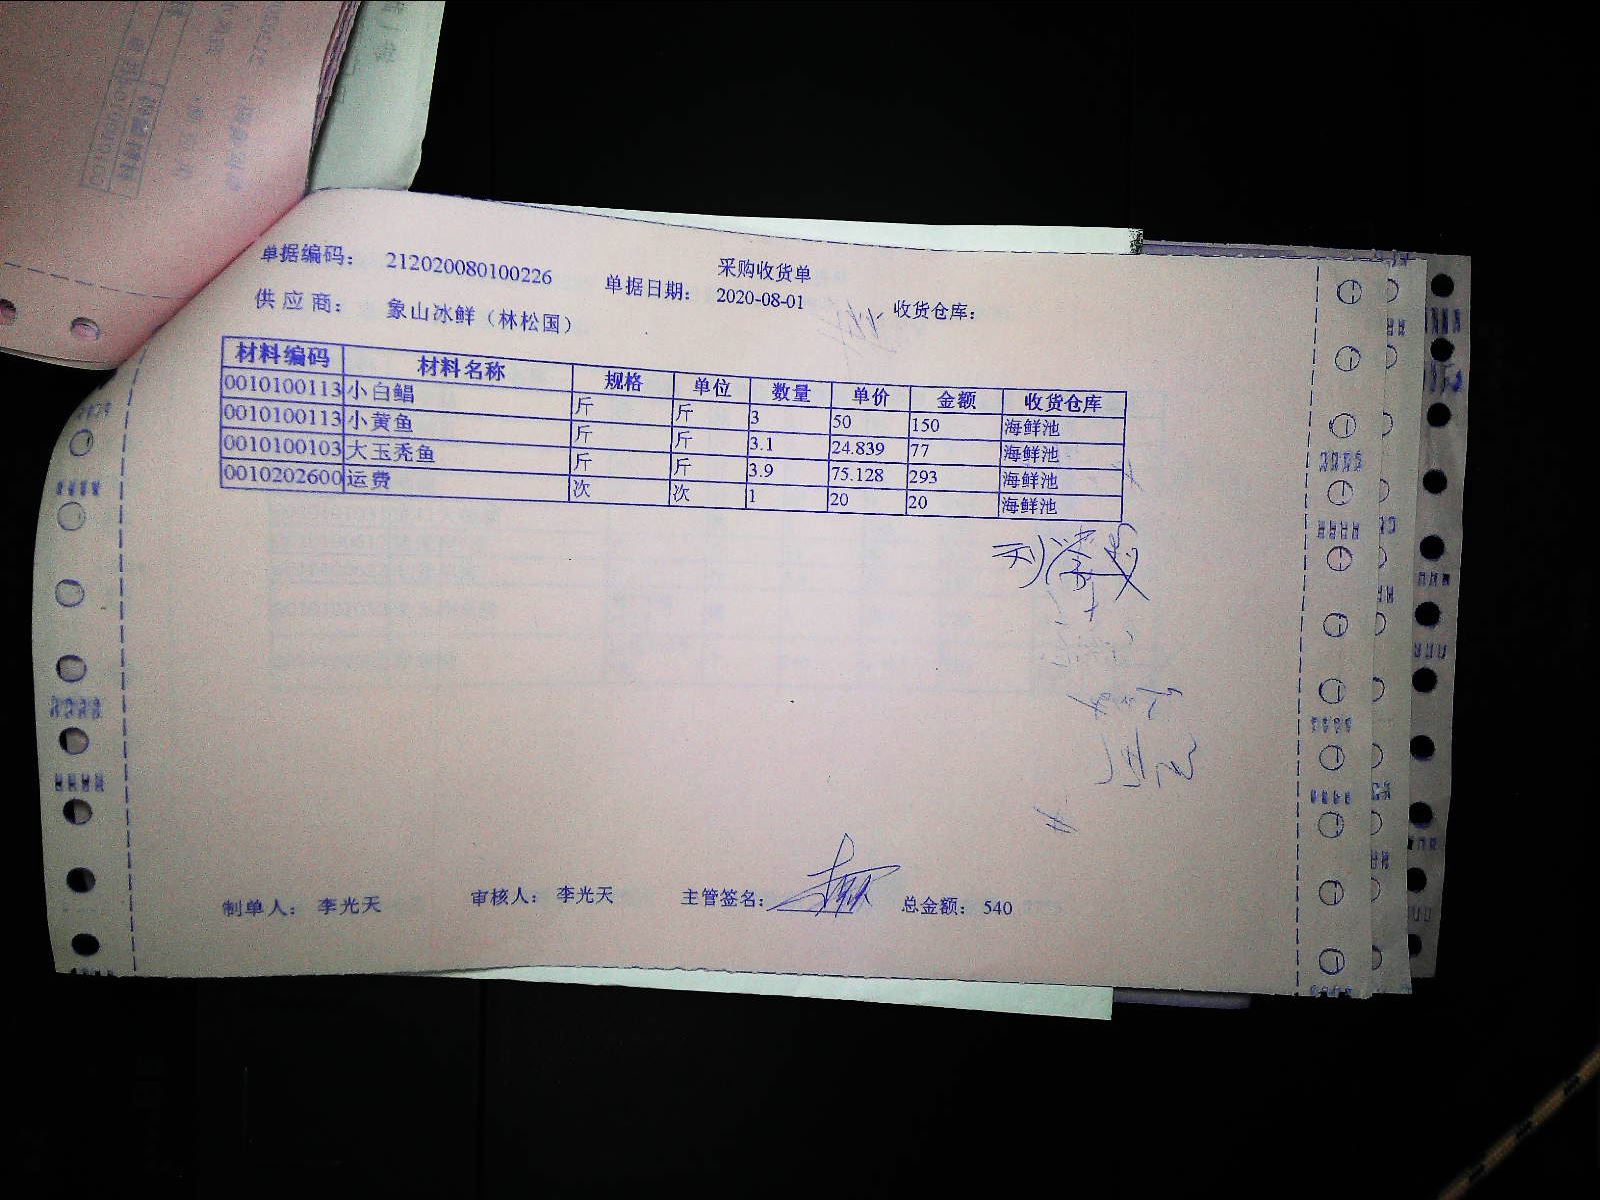 采购收货单
单据编码： 212020080100226 单据日期： 2020-08-01 收货仓库：
供应商： 象山冰鲜（林松国）
材料编码 材料名称 规格 单位 数量 单价 金额 收货仓库
0010100113 小白鲳 斤 斤 3 50 150 海鲜池
0010100113 小黄鱼 斤 斤 3.1 24.839 77 海鲜池
0010100103 大玉秃鱼 斤 斤 3.9 75.128 293 海鲜池
0010202600 运费 次 次 1 20 20 海鲜池
制单人： 李光天 审核人： 李光天 主管签名： 总金额： 540